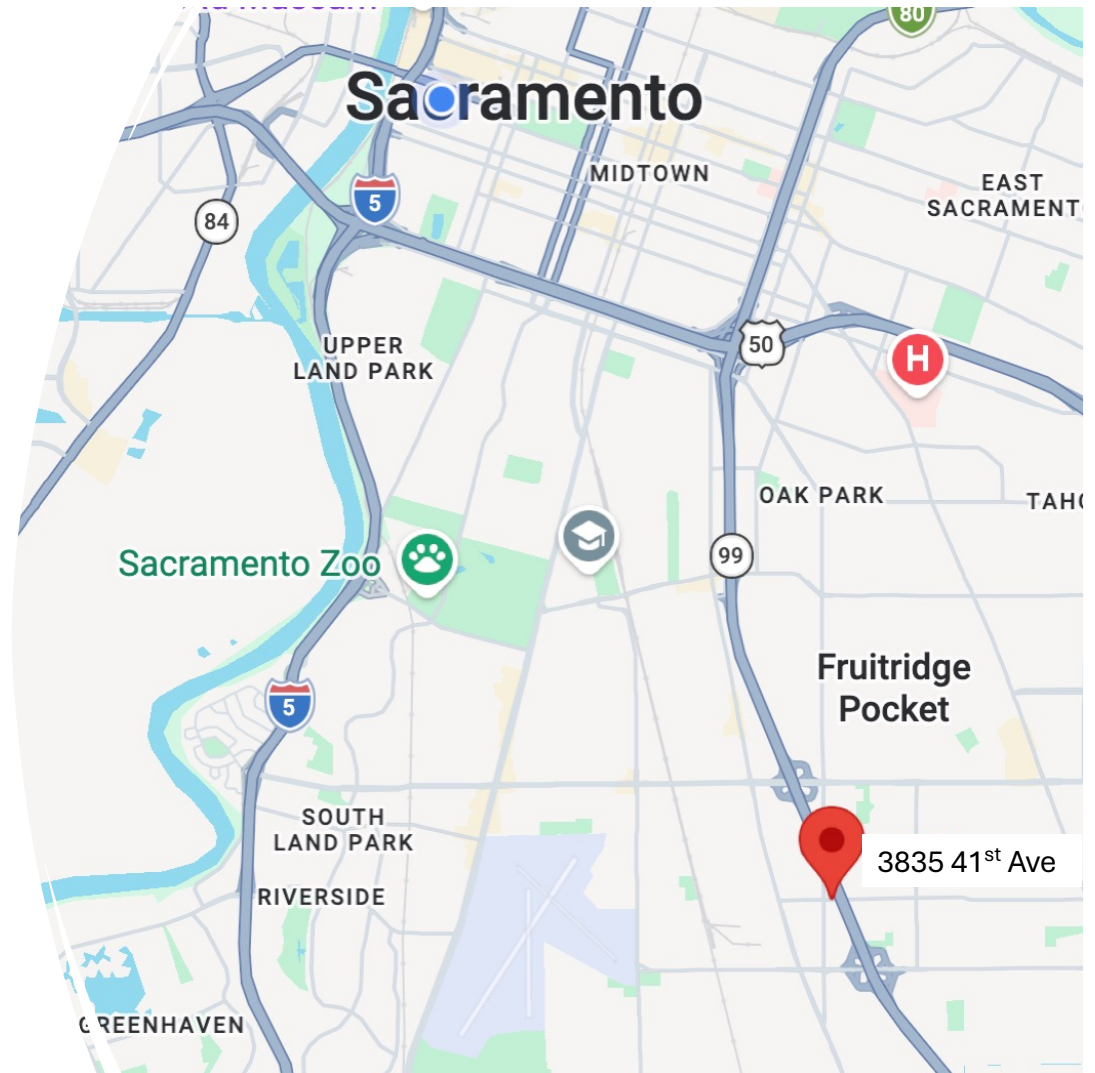 80
Sacramento
MIDTOWN
EAST
SACRAMENT
5
84
UPPER
LAND PARK
50
H
OAK PARK
TAHO
Sacramento Zoo
99
Fruitridge
Pocket
5
SOUTH
LAND PARK
3835 41st Ave
RIVERSIDE
GREENHAVEN